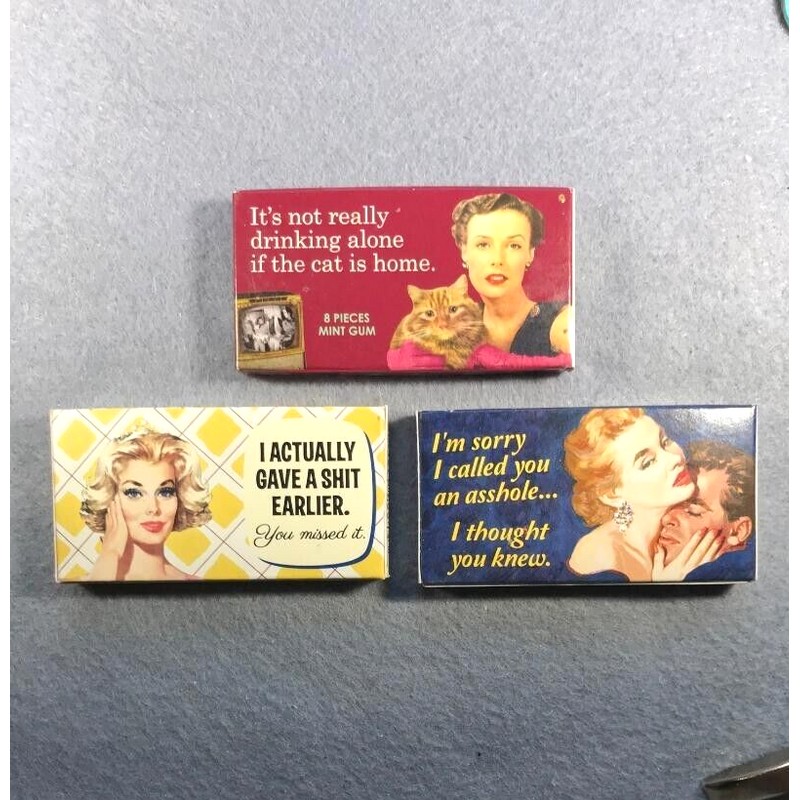 It's not really
drinking alone
if the cat is home.
8 PIECES
MINT GUM
I ACTUALLY
GAVE A SHIT
EARLIER.
You missed it.
I'm sorry
I called you
an asshole...
I thought
you knew.